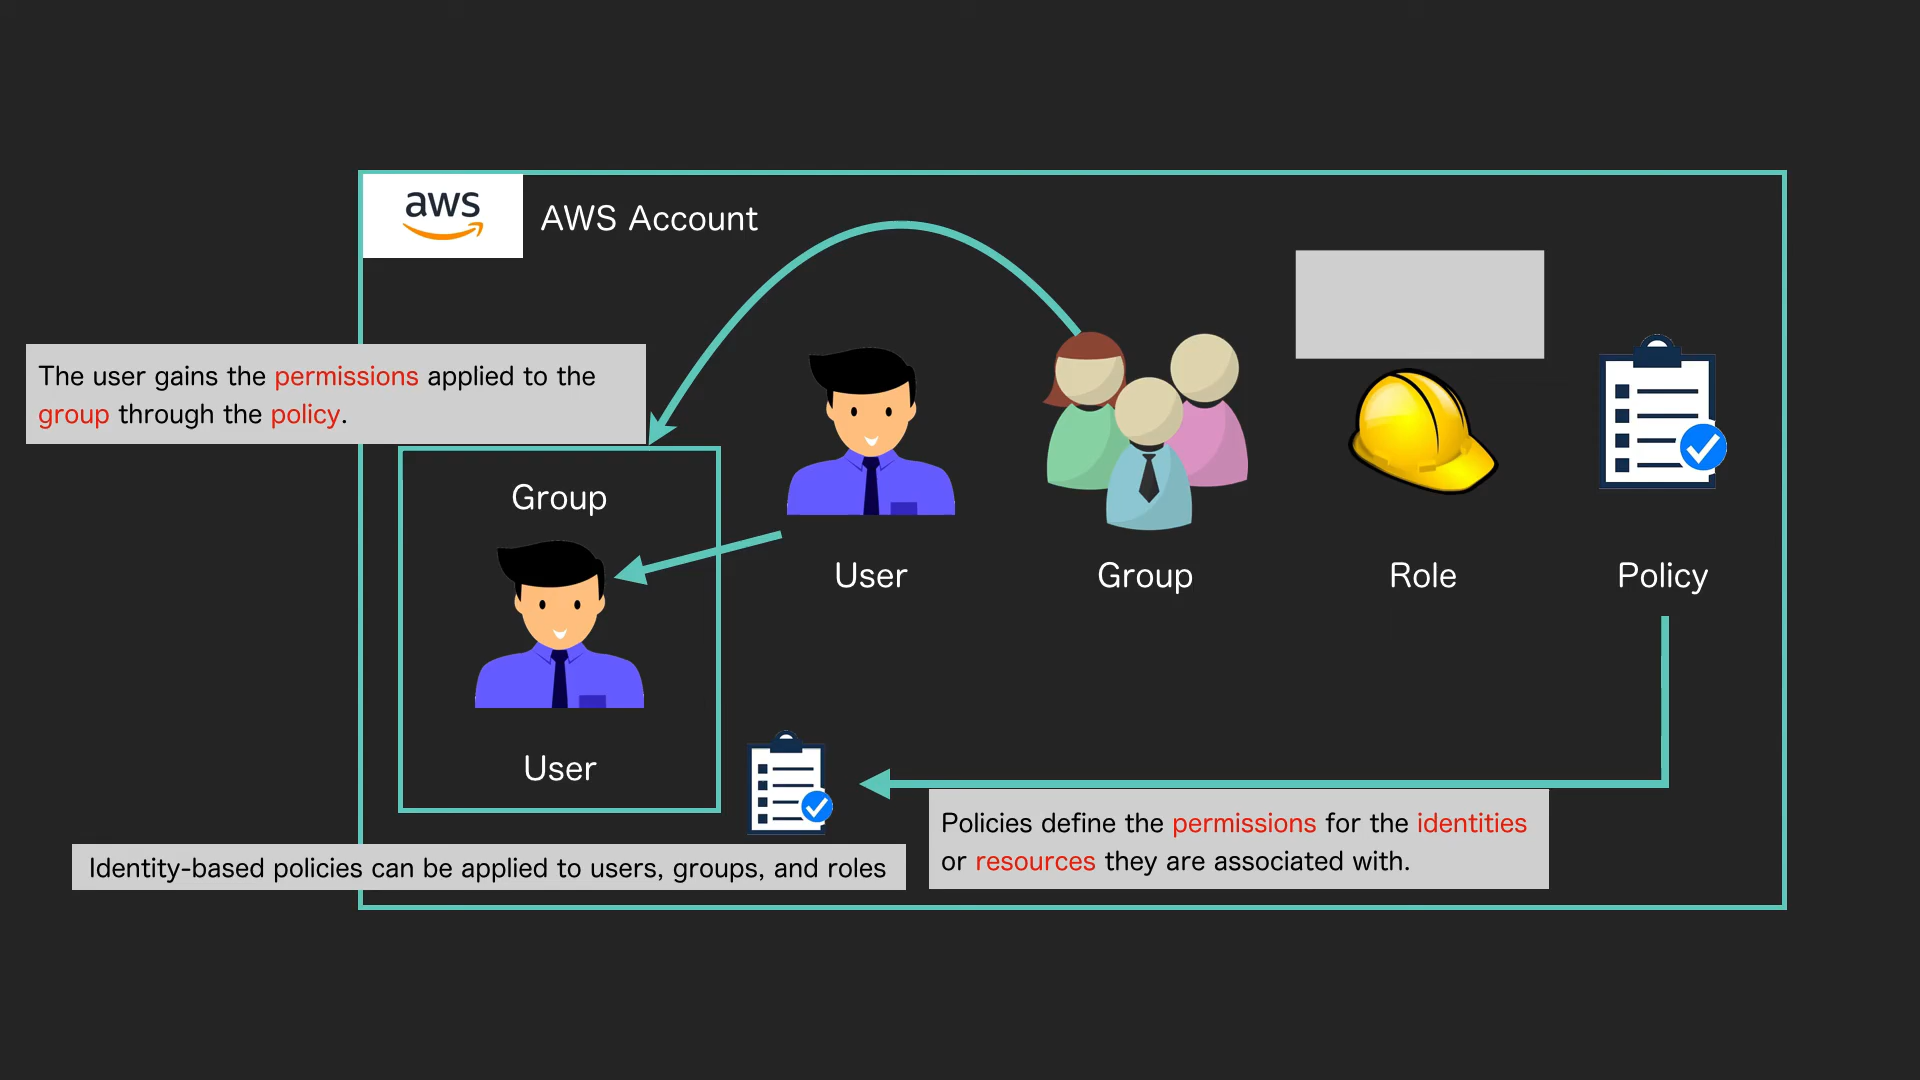 aws
AWS Account
The user gains the permissions applied to the
group through the policy.
Group
User
User
Group
Role
Policy
Policies define the permissions for the identities
or resources they are associated with.
Identity-based policies can be applied to users, groups, and roles